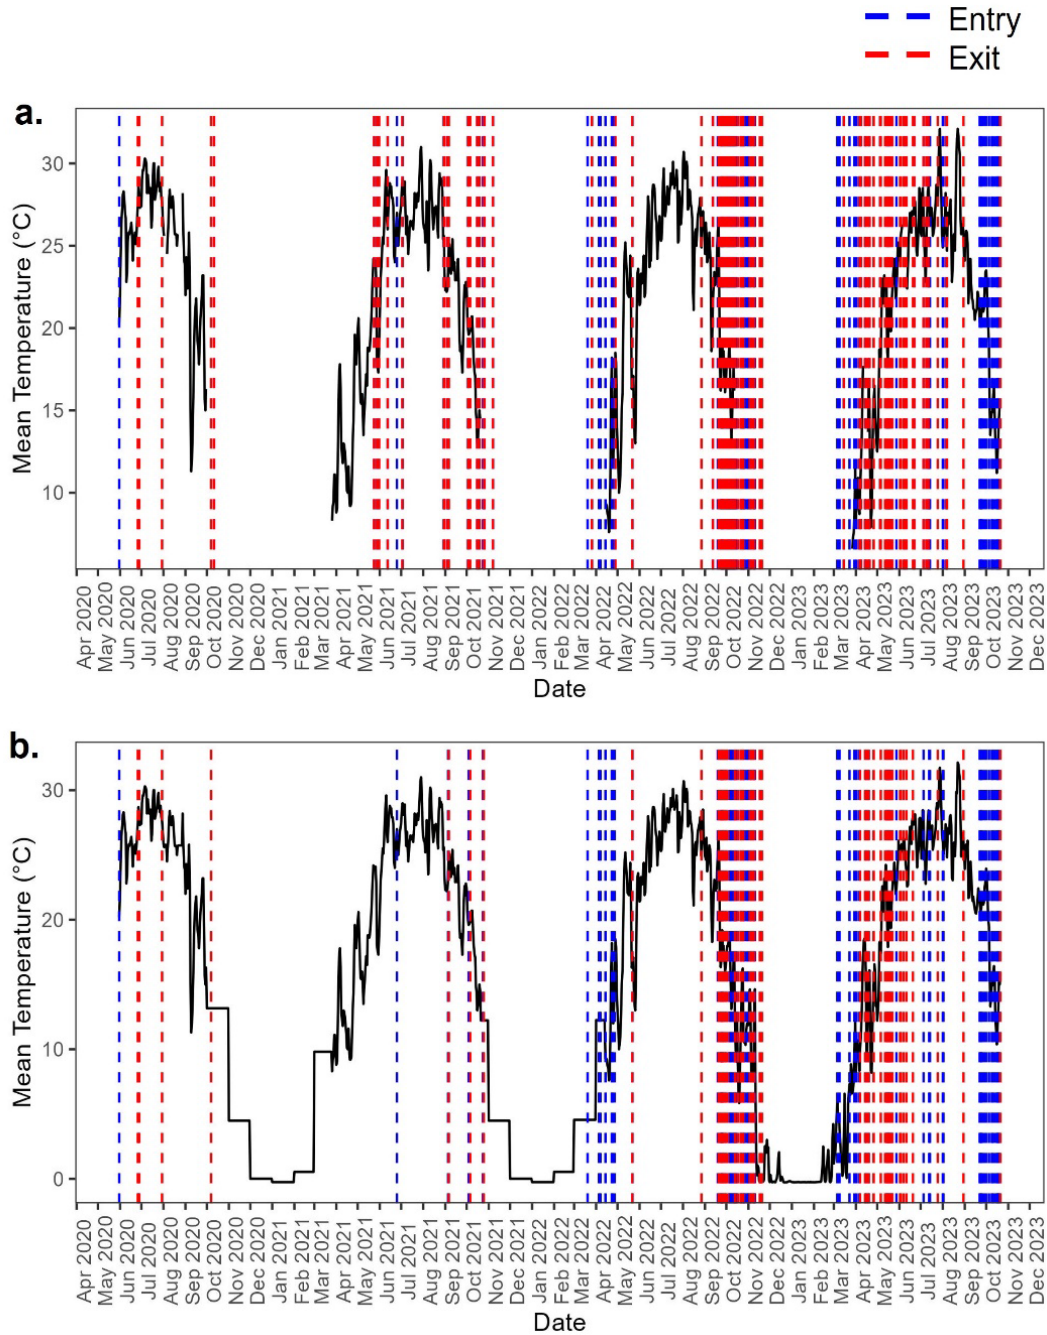 Entry
Exit
a.
Mean Temperature (°C)
30
25
20
15
10
Apr 2020
May 2020
Jun 2020
Jul 2020
Aug 2020
Sep 2020
Oct 2020
Nov 2020
Dec 2020
Jan 2021
Feb 2021
Mar 2021
Apr 2021
May 2021
Jun 2021
Jul 2021
Aug 2021
Sep 2021
Oct 2021
Nov 2021
Dec 2021
Jan 2022
Feb 2022
Mar 2022
Apr 2022
May 2022
Jun 2022
Jul 2022
Aug 2022
Sep 2022
Oct 2022
Nov 2022
Dec 2022
Jan 2023
Feb 2023
Mar 2023
Apr 2023
May 2023
Jun 2023
Jul 2023
Aug 2023
Sep 2023
Oct 2023
Nov 2023
Dec 2023
Date
b.
Mean Temperature (°C)
30
20
10
0
Apr 2020
May 2020
Jun 2020
Jul 2020
Aug 2020
Sep 2020
Oct 2020
Nov 2020
Dec 2020
Jan 2021
Feb 2021
Mar 2021
Apr 2021
May 2021
Jun 2021
Jul 2021
Aug 2021
Sep 2021
Oct 2021
Nov 2021
Dec 2021
Jan 2022
Feb 2022
Mar 2022
Apr 2022
May 2022
Jun 2022
Jul 2022
Aug 2022
Sep 2022
Oct 2022
Nov 2022
Dec 2022
Jan 2023
Feb 2023
Mar 2023
Apr 2023
May 2023
Jun 2023
Jul 2023
Aug 2023
Sep 2023
Oct 2023
Nov 2023
Dec 2023
Date